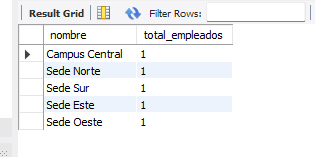 Result Grid Filter Rows:
nombre total_empleados
Campus Central 1
Sede Norte 1
Sede Sur 1
Sede Este 1
Sede Oeste 1